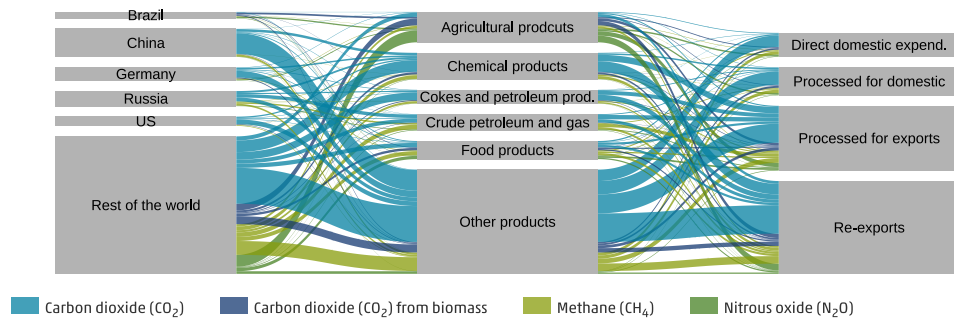 Brazil
China
Germany
Russia
US
Rest of the world
Agricultural prodcuts
Chemical products
Cokes and petroleum prod.
Crude petroleum and gas
Food products
Other products
Direct domestic expend.
Processed for domestic
Processed for exports
Re-exports
Carbon dioxide (CO₂) Carbon dioxide (CO₂) from biomass Methane (CH₄) Nitrous oxide (N₂O)